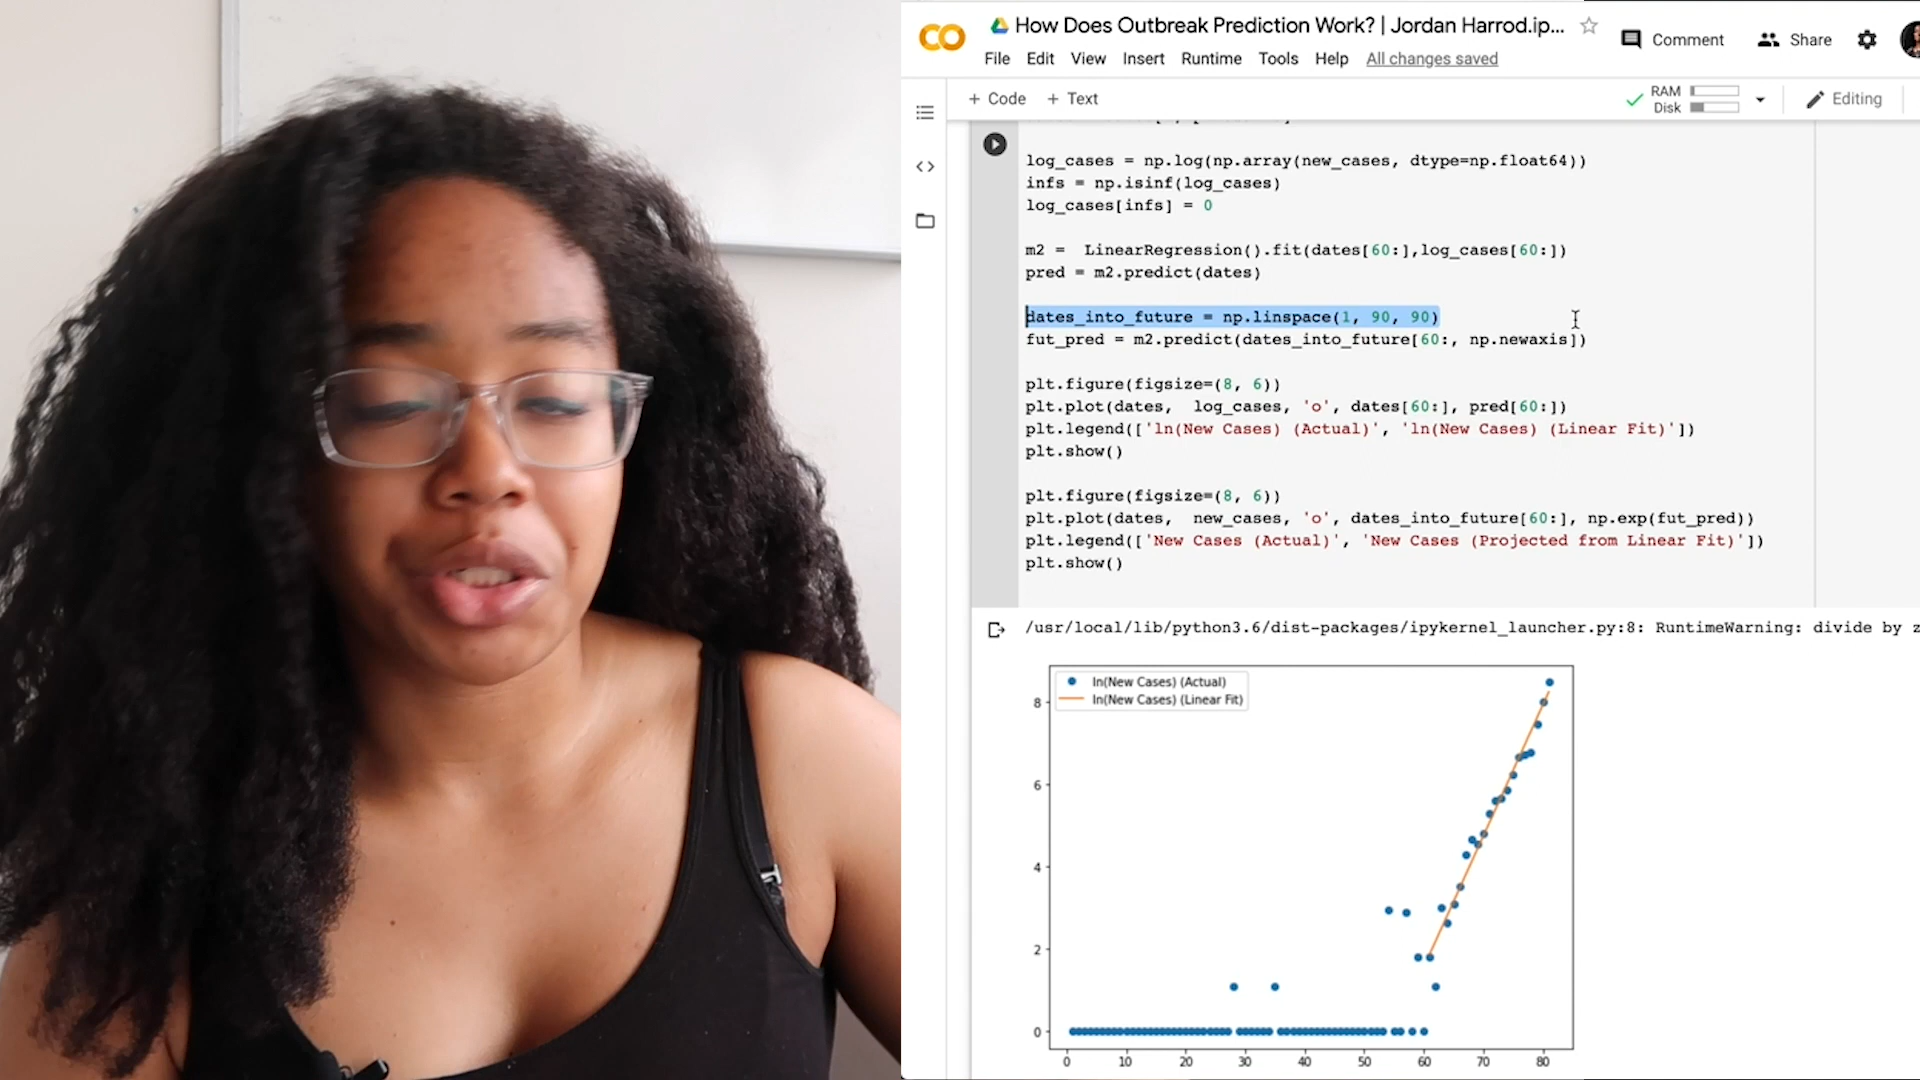 How Does Outbreak Prediction Work? | Jordan Harrod.ip...
Comment
Share
File Edit View Insert Runtime Tools Help All changes saved
+ Code + Text
RAM
Disk
Editing
log_cases = np.log(np.array(new_cases, dtype=np.float64))
infs = np.isinf(log_cases)
log_cases[infs] = 0
m2 =  LinearRegression().fit(dates[60:],log_cases[60:])
pred = m2.predict(dates)
dates_into_future = np.linspace(1, 90, 90)
fut_pred = m2.predict(dates_into_future[60:, np.newaxis])
plt.figure(figsize=(8, 6))
plt.plot(dates,  log_cases, 'o', dates[60:], pred[60:])
plt.legend(['ln(New Cases) (Actual)', 'ln(New Cases) (Linear Fit)'])
plt.show()
plt.figure(figsize=(8, 6))
plt.plot(dates,  new_cases, 'o', dates_into_future[60:], np.exp(fut_pred))
plt.legend(['New Cases (Actual)', 'New Cases (Projected from Linear Fit)'])
plt.show()
/usr/local/lib/python3.6/dist-packages/ipykernel_launcher.py:8: RuntimeWarning: divide by z
ln(New Cases) (Actual)
ln(New Cases) (Linear Fit)
8
6
4
2
0
0 10 20 30 40 50 60 70 80